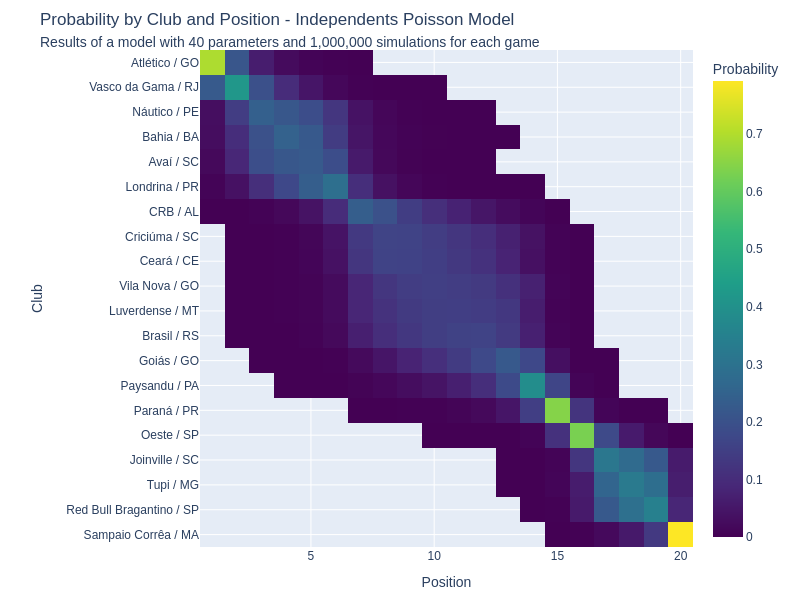 Probability by Club and Position - Independents Poisson Model
Results of a model with 40 parameters and 1,000,000 simulations for each game
Probability
Atlético / GO
Vasco da Gama / RJ
Náutico / PE
Bahia / BA
Avaí / SC
Londrina / PR
CRB / AL
Criciúma / SC
Ceará / CE
Vila Nova / GO
Luverdense / MT
Brasil / RS
Goiás / GO
Paysandu / PA
Paraná / PR
Oeste / SP
Joinville / SC
Tupi / MG
Red Bull Bragantino / SP
Sampaio Corrêa / MA
Club
5
10
15
20
Position
0.7
0.6
0.5
0.4
0.3
0.2
0.1
0